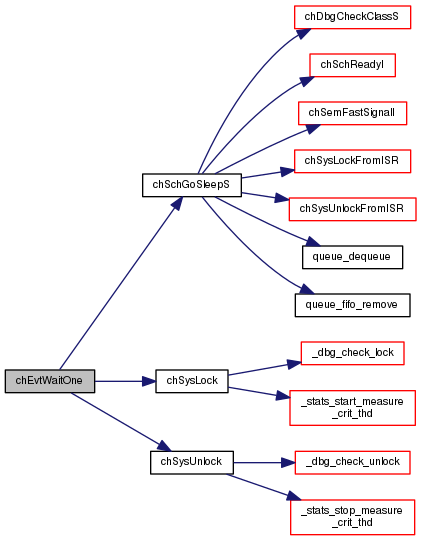 chDbgCheckClassS
chSchReadyI
chSemFastSignalI
chSysLockFromISR
chSchGoSleepS
chSysUnlockFromISR
queue_dequeue
queue_fifo_remove
_dbg_check_lock
chEvtWaitOne
chSysLock
_stats_start_measure
_crit_thd
chSysUnlock
_dbg_check_unlock
_stats_stop_measure
_crit_thd